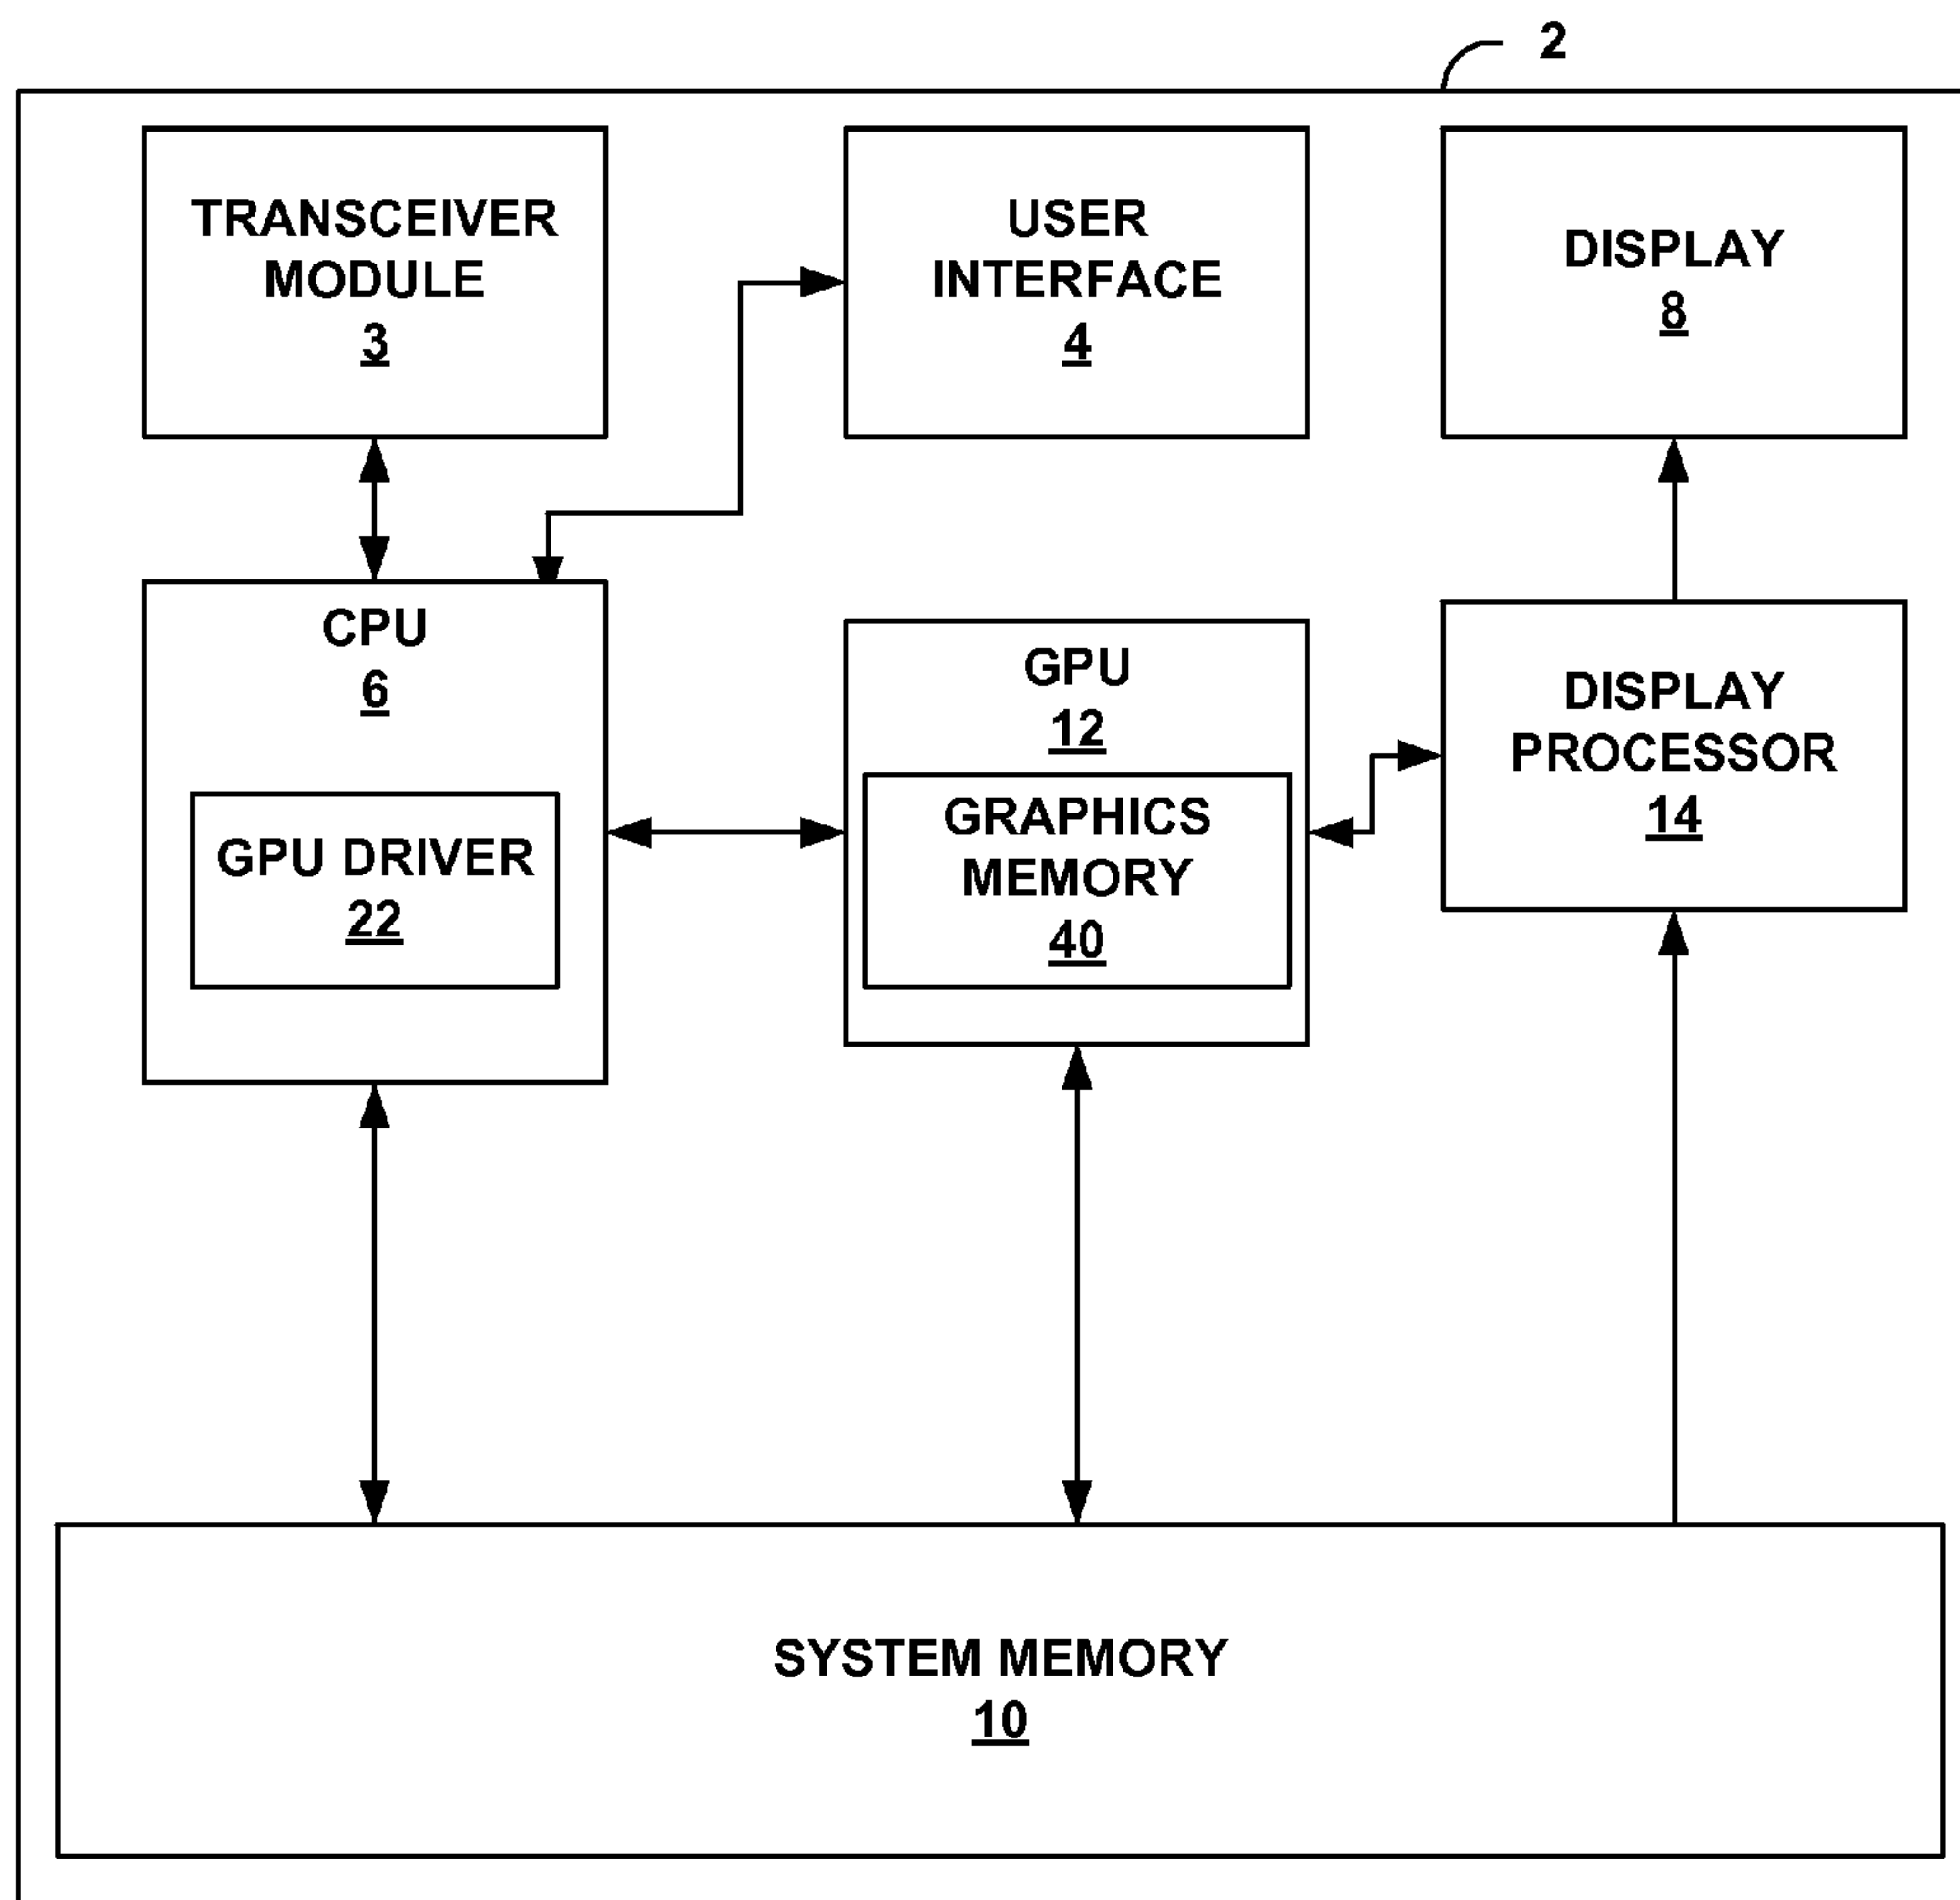 2
TRANSCEIVER
MODULE
3
USER
INTERFACE
4
DISPLAY
8
CPU
6
GPU DRIVER
22
GPU
12
GRAPHICS
MEMORY
40
DISPLAY
PROCESSOR
14
SYSTEM MEMORY
10